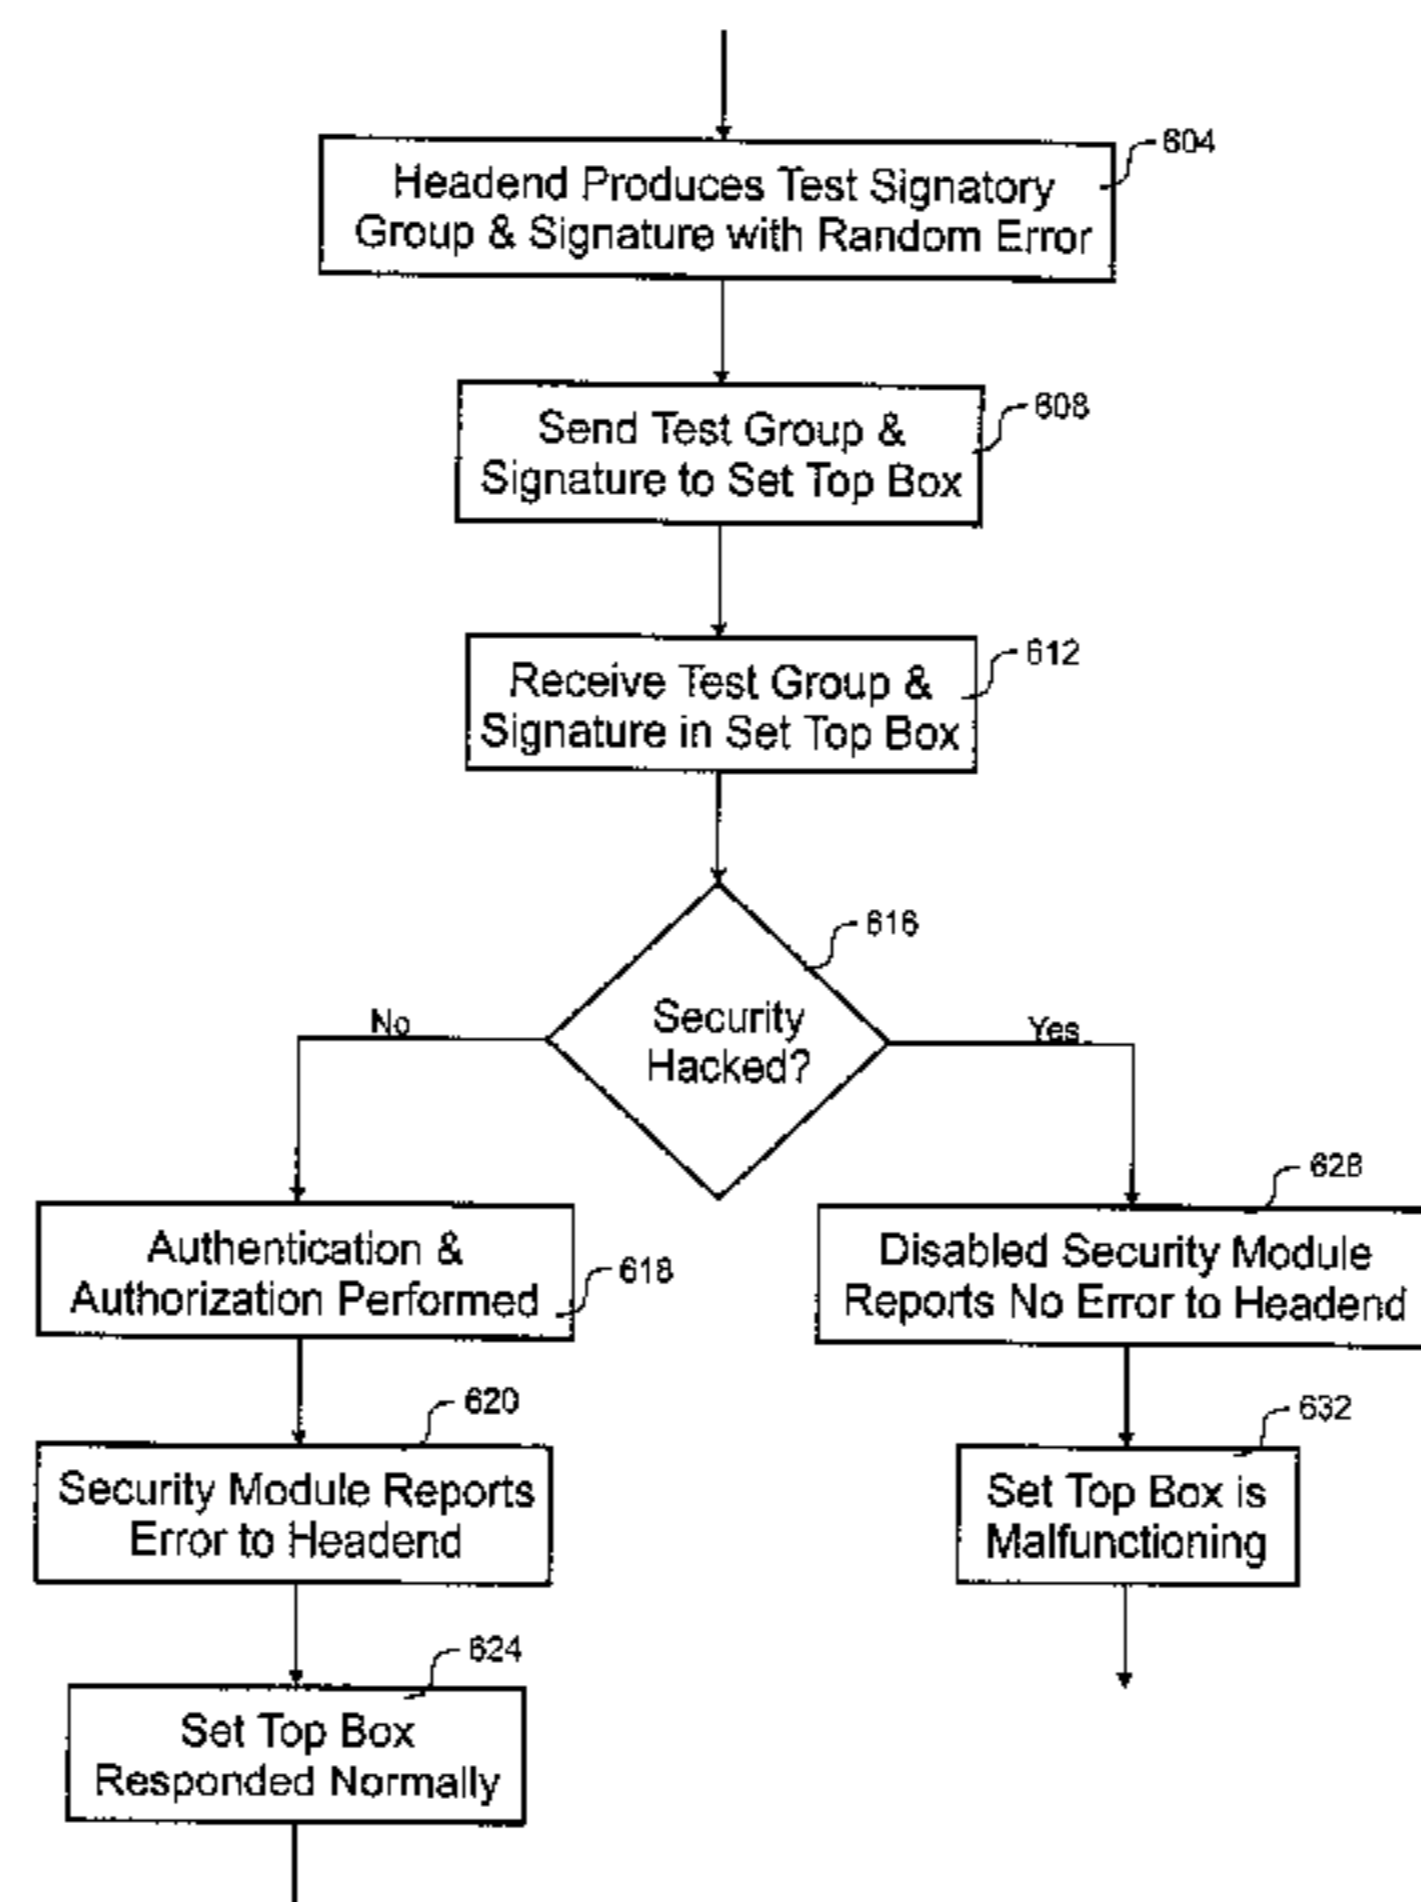 604
Headend Produces Test Signatory
Group & Signature with Random Error
608
Send Test Group &
Signature to Set Top Box
612
Receive Test Group &
Signature in Set Top Box
616
Security
Hacked?
No
Yes
Authentication &
Authorization Performed
618
628
Disabled Security Module
Reports No Error to Headend
620
Security Module Reports
Error to Headend
632
Set Top Box is
Malfunctioning
624
Set Top Box
Responded Normally